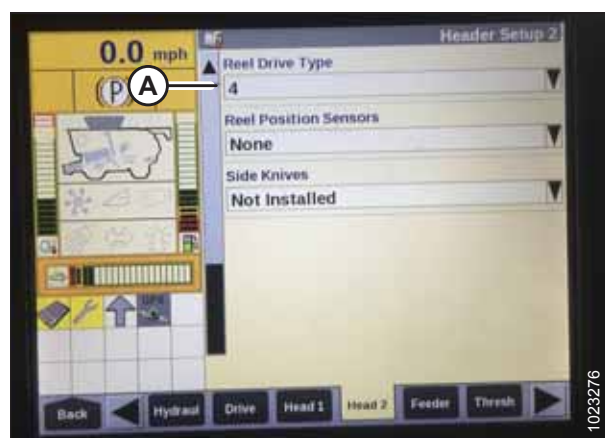 Header Setup 2
0.0 mph
(P)
A
Reel Drive Type
4
Reel Position Sensors
None
Side Knives
Not Installed
GPS
Back
Hydraul
Drive
Head 1
Head 2
Feeder
Thresh
1023276